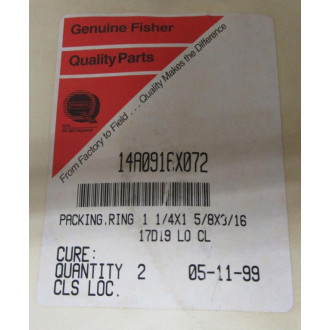 Genuine Fisher
Quality Parts
From Factory to Field . . . Quality Makes the Difference
14A0916X072
PACKING.RING 1 1/4X1 5/8X3/16
17D19 LO CL
CURE:
QUANTITY 2 05-11-99
CLS LOC.